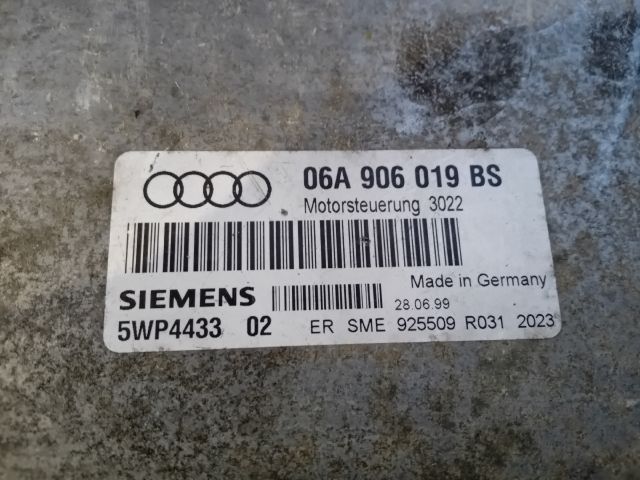 06A 906 019 BS
Motorsteuerung 3022
Made in Germany
SIEMENS 28.06.99
5WP4433 02 ER SME 925509 R031 2023